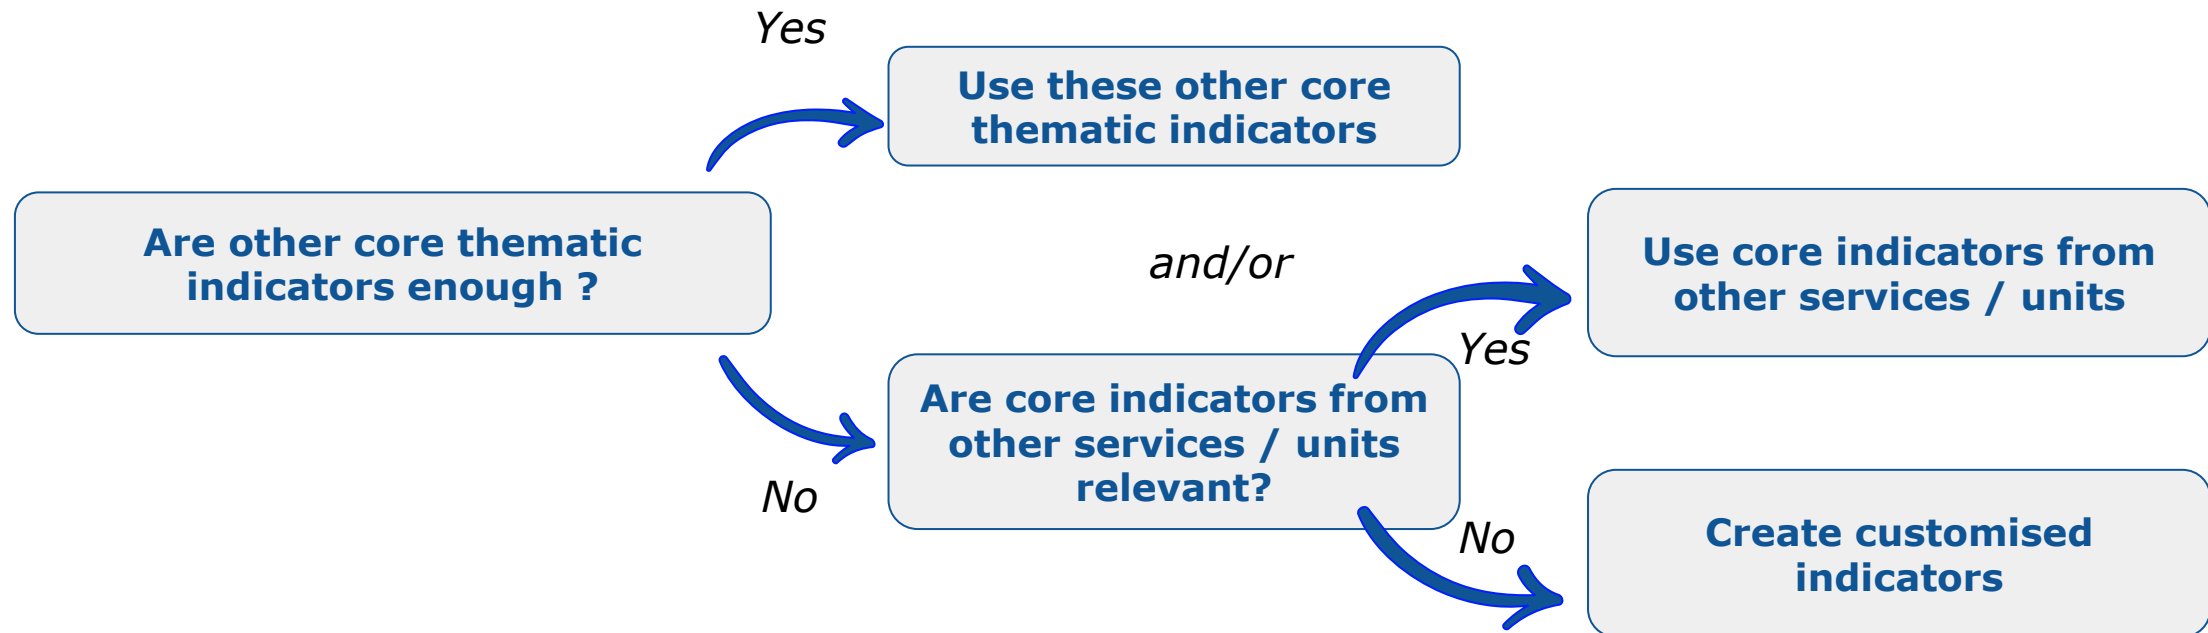 Yes
Use these other core
thematic indicators
Are other core thematic
indicators enough ?
and/or
Use core indicators from
other services / units
Yes
No
Are core indicators from
other services / units
relevant?
No
Create customised
indicators